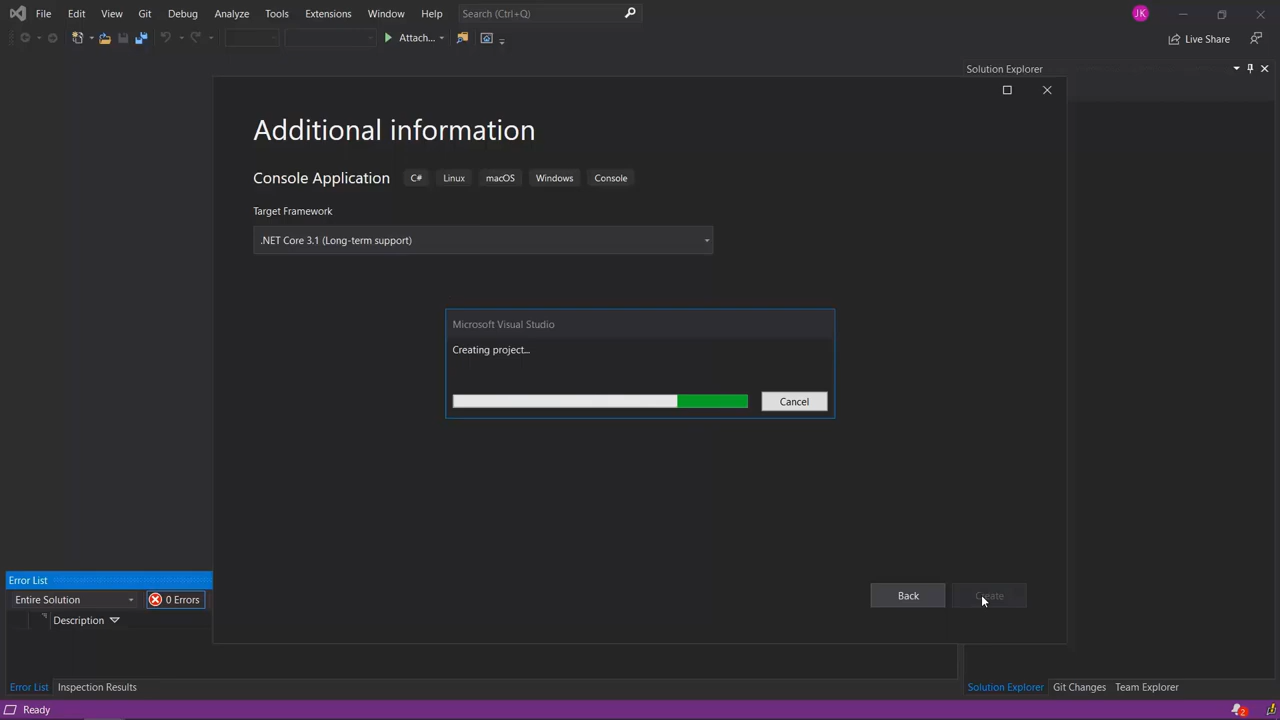 File Edit View Git Debug Analyze Tools Extensions Window Help Search (Ctrl+Q) JK
Attach... Live Share
Solution Explorer
Additional information
Console Application C# Linux macOS Windows Console
Target Framework
.NET Core 3.1 (Long-term support)
Microsoft Visual Studio
Creating project...
Cancel
Back Create
Error List
Entire Solution 0 Errors
Description
Error List Inspection Results Solution Explorer Git Changes Team Explorer
Ready 2